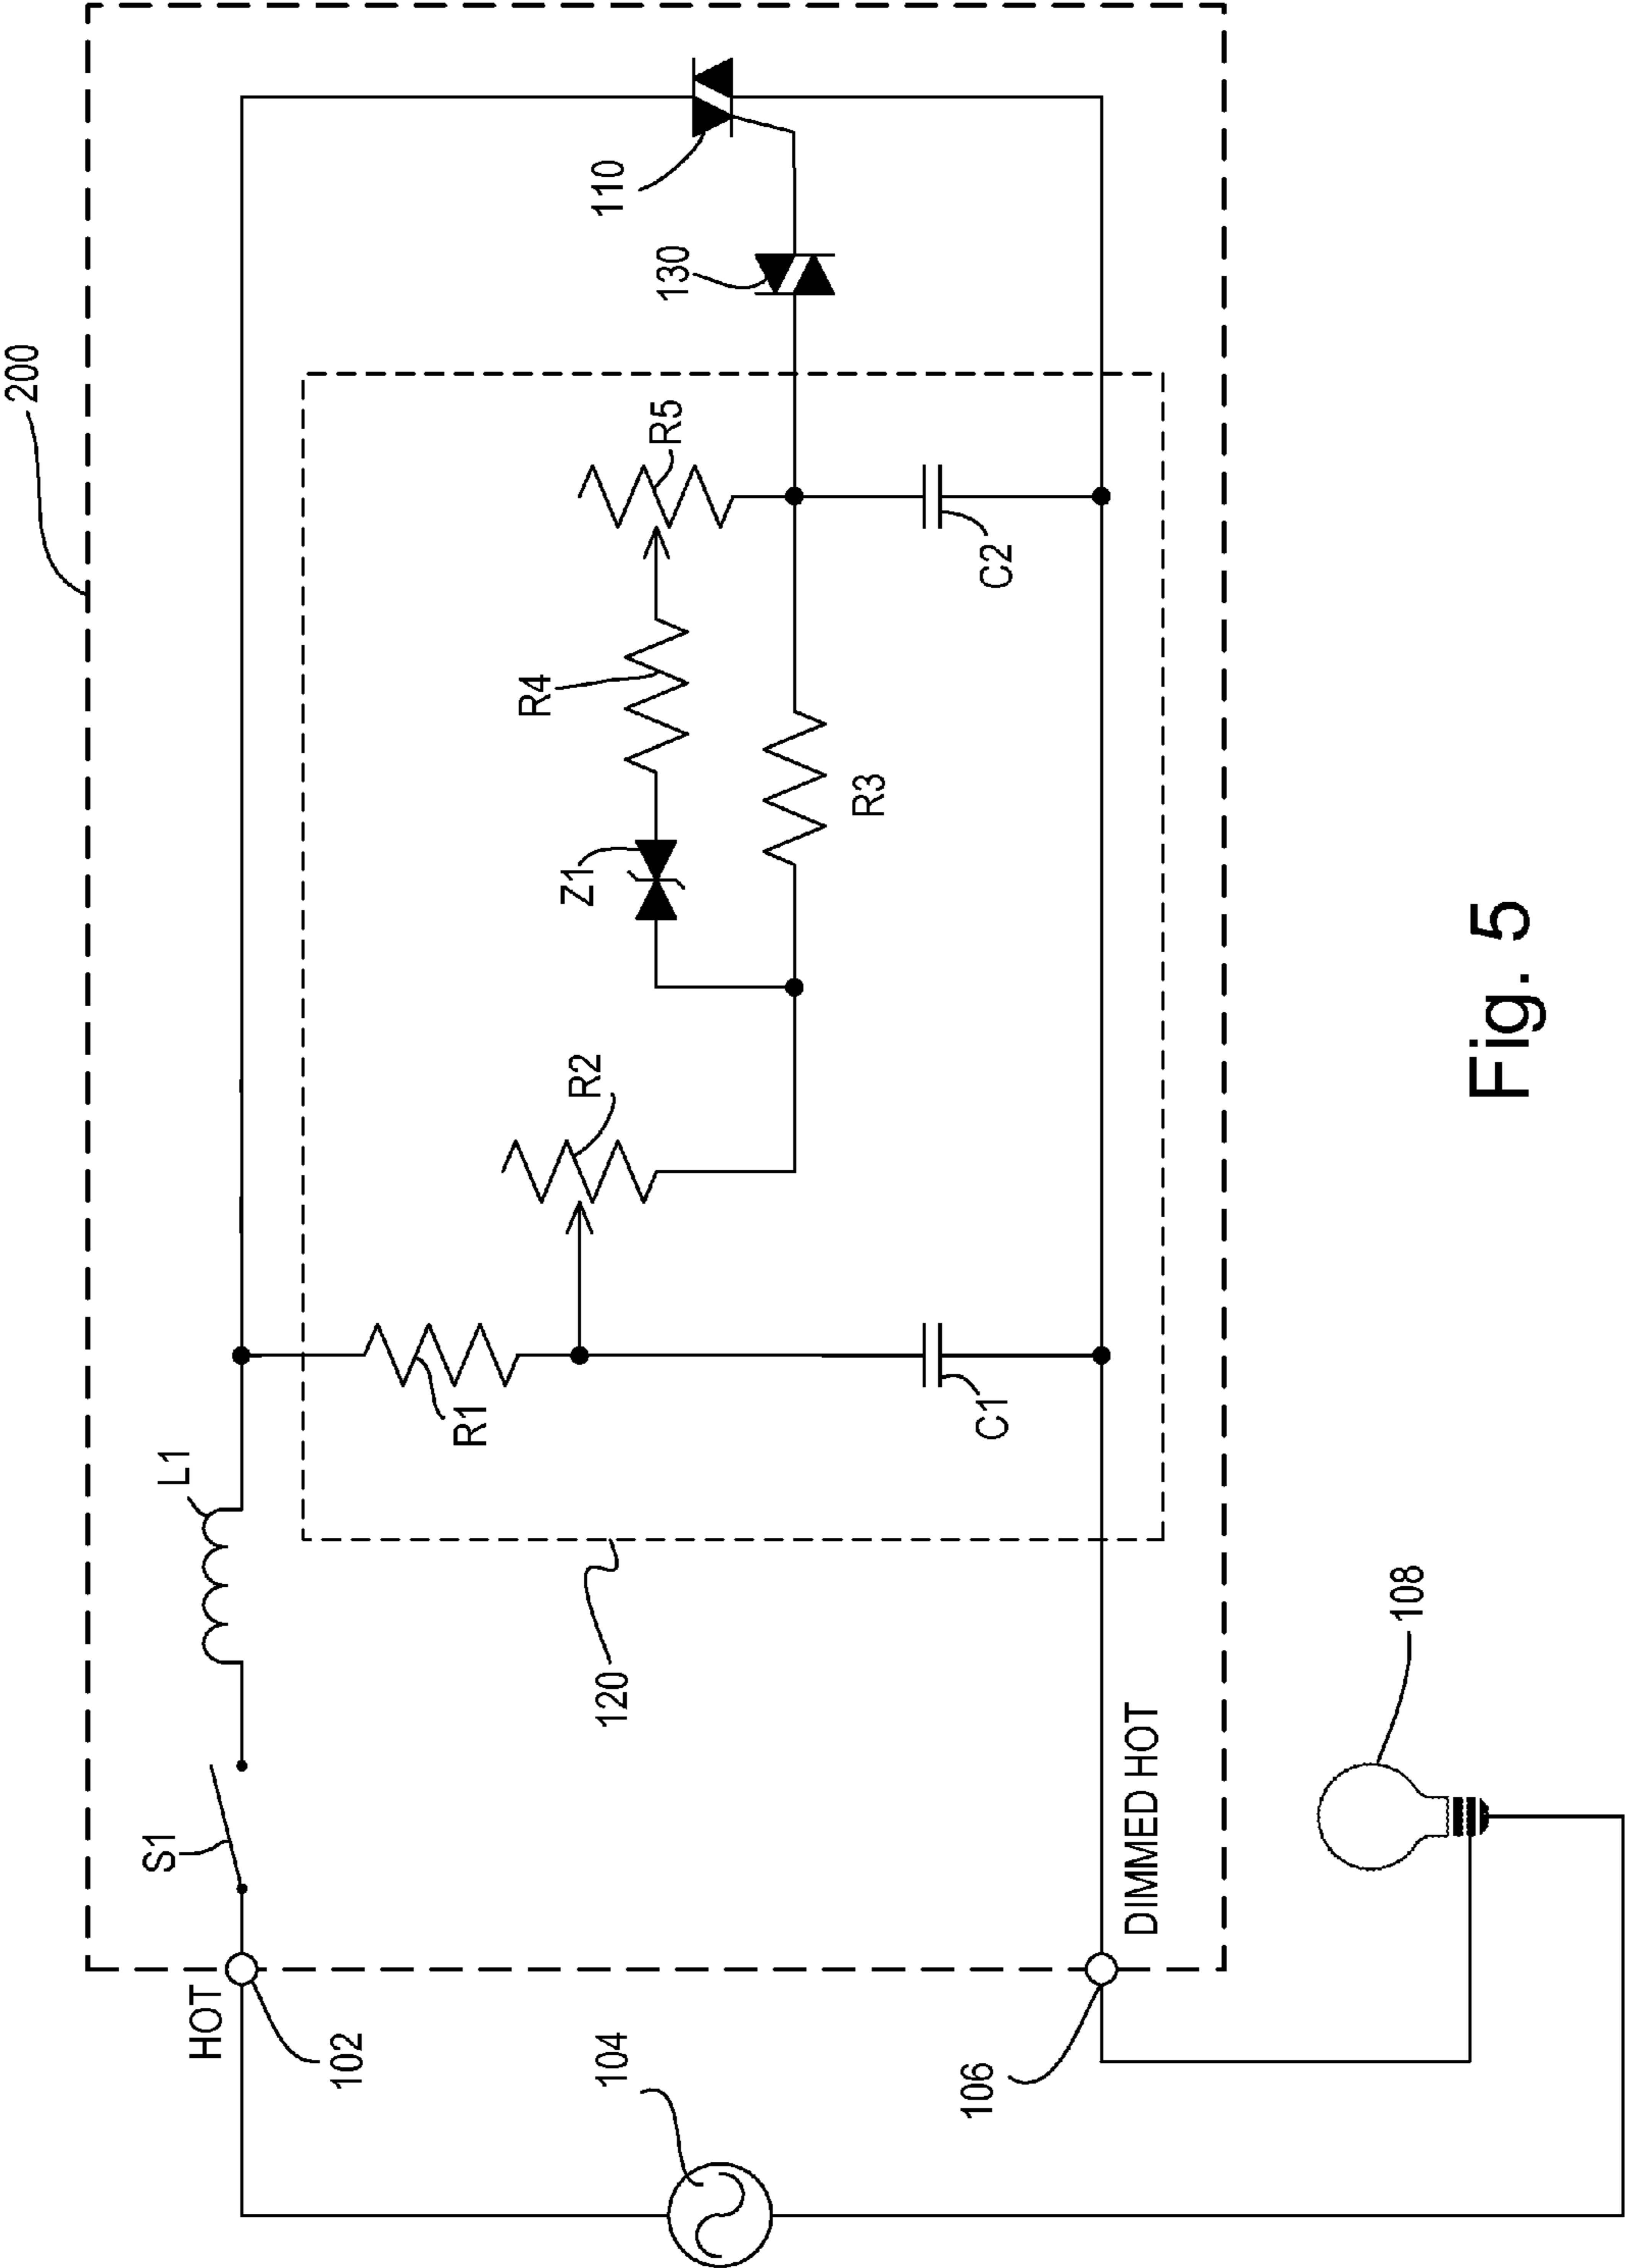 200
HOT
102
S1
L1
104
106
DIMMED HOT
108
120
R1
C1
R2
Z1
R4
R3
R5
C2
130
110
Fig. 5